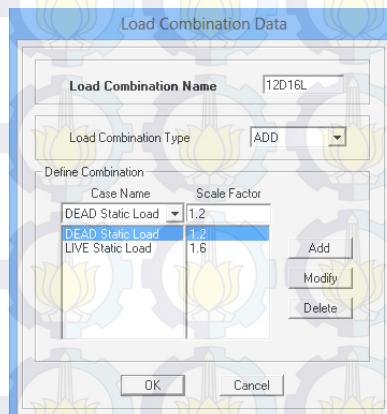 Load Combination Data
Load Combination Name 12D16L
Load Combination Type ADD
Define Combination
Case Name Scale Factor
DEAD Static Load 1.2
DEAD Static Load 1.2
LIVE Static Load 1.6
Add
Modify
Delete
OK Cancel